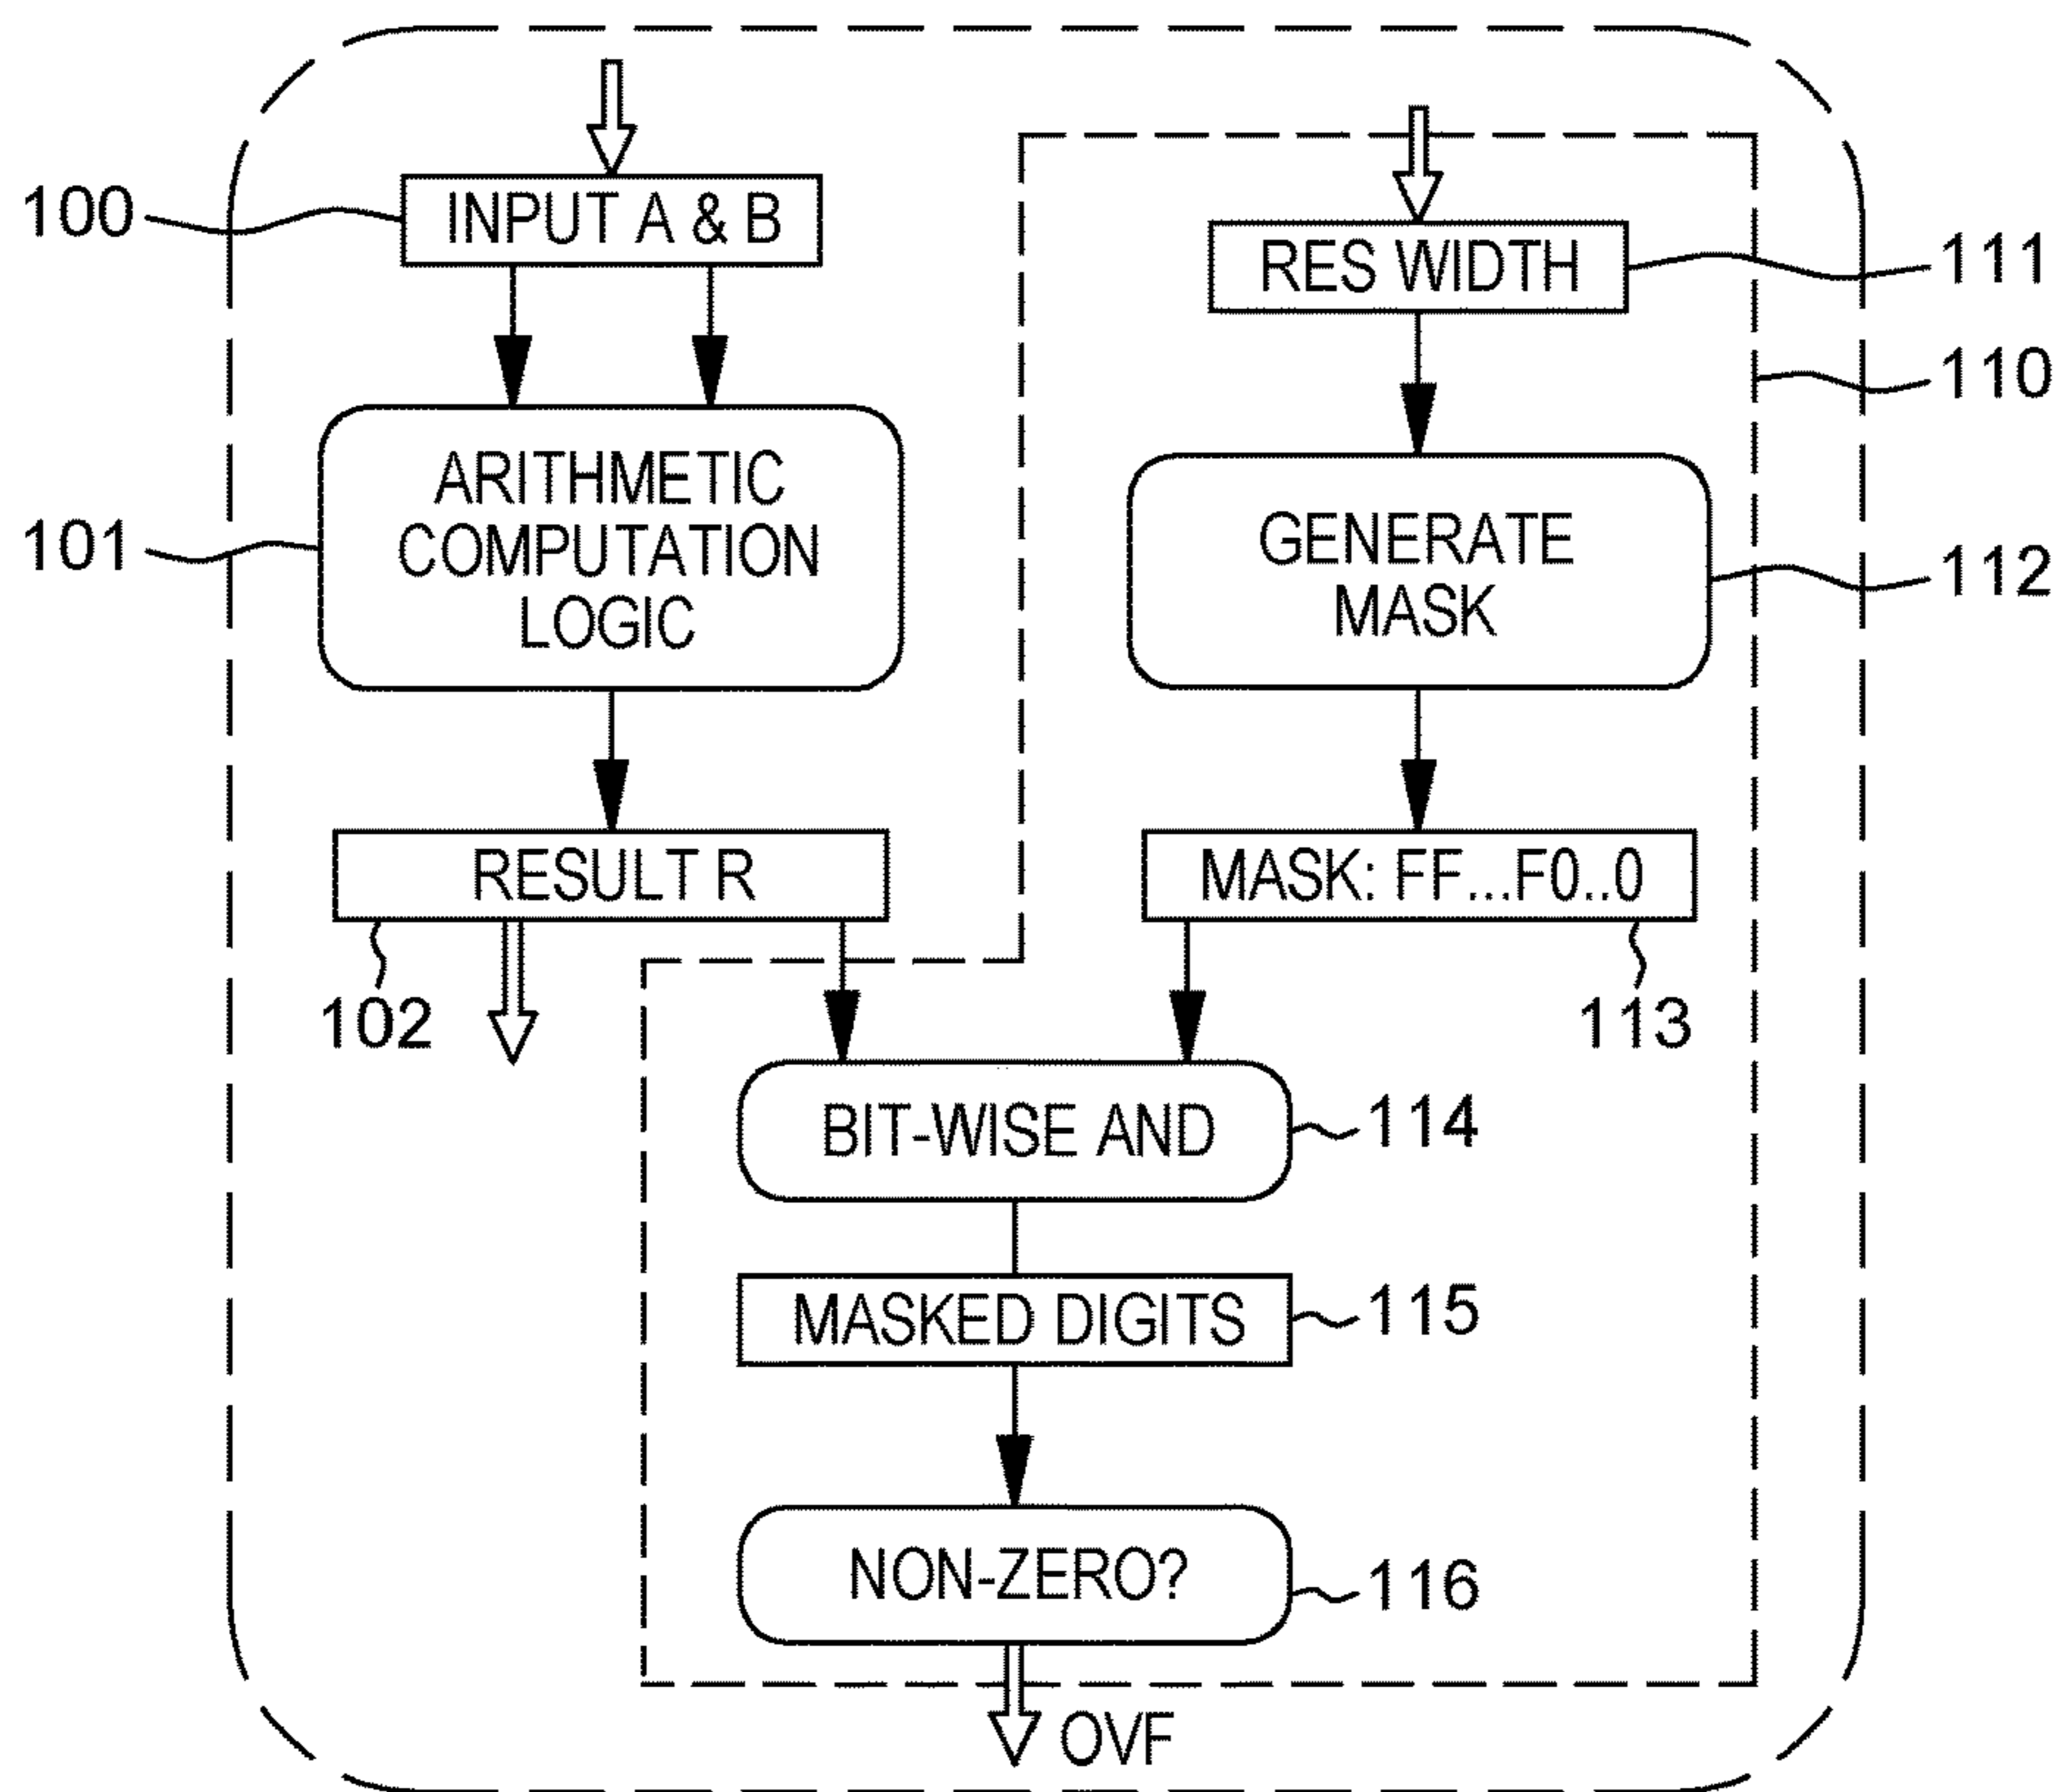 100
INPUT A & B
RES WIDTH
111
110
ARITHMETIC
COMPUTATION
LOGIC
101
GENERATE
MASK
112
RESULT R
MASK: FF...F0..0
102
113
BIT-WISE AND
114
MASKED DIGITS
115
NON-ZERO?
116
OVF